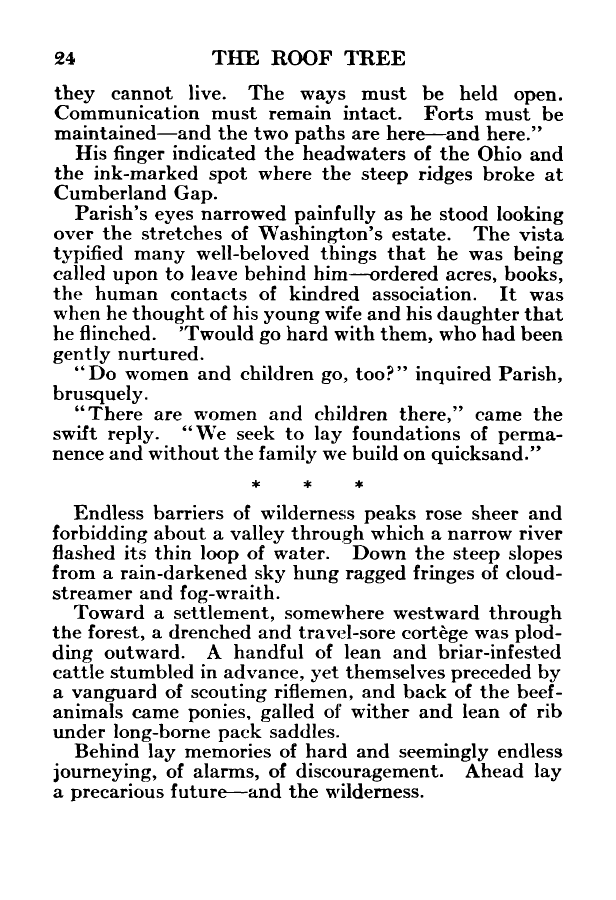 24 THE ROOF TREE
they cannot live. The ways must be held open.
Communication must remain intact. Forts must be
maintained—and the two paths are here—and here.”
His finger indicated the headwaters of the Ohio and
the ink-marked spot where the steep ridges broke at
Cumberland Gap.
Parish’s eyes narrowed painfully as he stood looking
over the stretches of Washington’s estate. The vista
typified many well-beloved things that he was being
called upon to leave behind him—ordered acres, books,
the human contacts of kindred association. It was
when he thought of his young wife and his daughter that
he flinched. ’Twould go hard with them, who had been
gently nurtured.
“Do women and children go, too?” inquired Parish,
brusquely.
“There are women and children there,” came the
swift reply. “We seek to lay foundations of perma-
nence and without the family we build on quicksand.”
* * *
Endless barriers of wilderness peaks rose sheer and
forbidding about a valley through which a narrow river
flashed its thin loop of water. Down the steep slopes
from a rain-darkened sky hung ragged fringes of cloud-
streamer and fog-wraith.
Toward a settlement, somewhere westward through
the forest, a drenched and travel-sore cortège was plod-
ding outward. A handful of lean and briar-infested
cattle stumbled in advance, yet themselves preceded by
a vanguard of scouting riflemen, and back of the beef-
animals came ponies, galled of wither and lean of rib
under long-borne pack saddles.
Behind lay memories of hard and seemingly endless
journeying, of alarms, of discouragement. Ahead lay
a precarious future—and the wilderness.